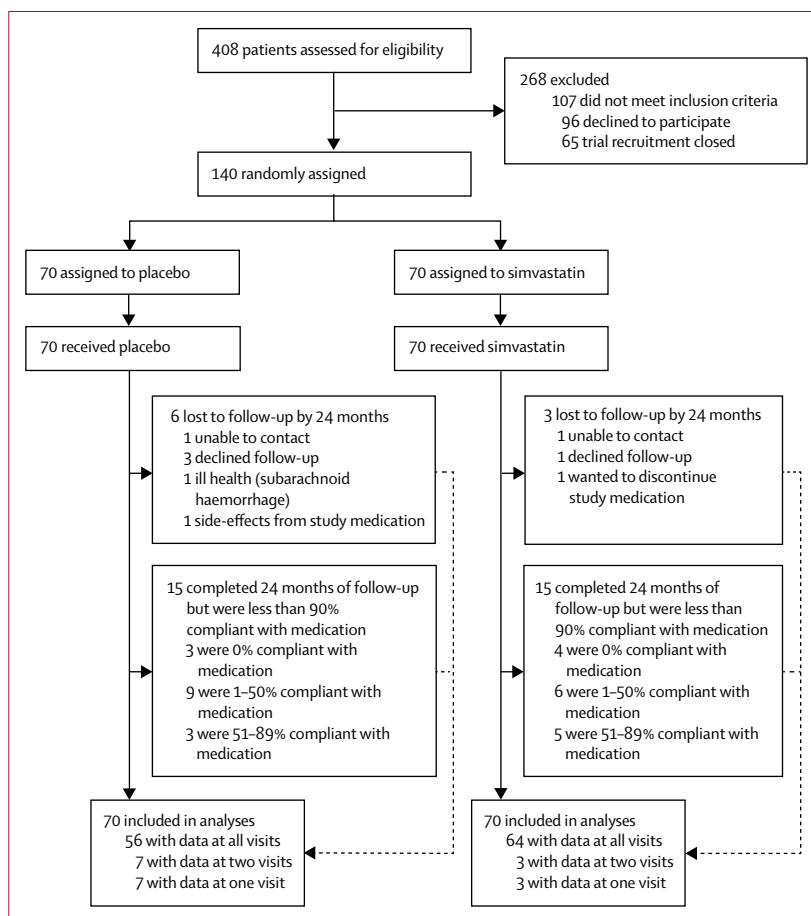 408 patients assessed for eligibility
268 excluded
107 did not meet inclusion criteria
96 declined to participate
65 trial recruitment closed
140 randomly assigned
70 assigned to placebo
70 assigned to simvastatin
70 received placebo
70 received simvastatin
6 lost to follow-up by 24 months
1 unable to contact
3 declined follow-up
1 ill health (subarachnoid
haemorrhage)
1 side-effects from study medication
3 lost to follow-up by 24 months
1 unable to contact
1 declined follow-up
1 wanted to discontinue
study medication
15 completed 24 months of follow-up
but were less than 90%
compliant with medication
3 were 0% compliant with
medication
9 were 1–50% compliant with
medication
3 were 51–89% compliant with
medication
15 completed 24 months of
follow-up but were less than
90% compliant with medication
4 were 0% compliant with
medication
6 were 1–50% compliant with
medication
5 were 51–89% compliant with
medication
70 included in analyses
56 with data at all visits
7 with data at two visits
7 with data at one visit
70 included in analyses
64 with data at all visits
3 with data at two visits
3 with data at one visit